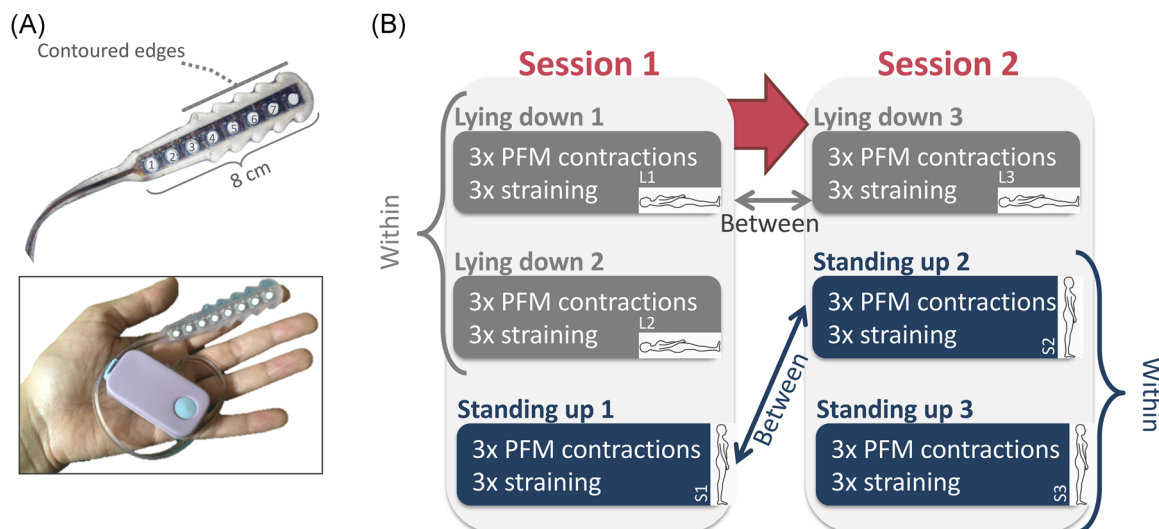 (A)
Contoured edges
1 2 3 4 5 6 7
8 cm
(B)
Session 1
Lying down 1
3x PFM contractions
3x straining
L1
Lying down 2
3x PFM contractions
3x straining
L2
Within
Standing up 1
3x PFM contractions
3x straining
S1
Between
Between
Session 2
Lying down 3
3x PFM contractions
3x straining
L3
Standing up 2
3x PFM contractions
3x straining
S2
Standing up 3
3x PFM contractions
3x straining
S3
Within